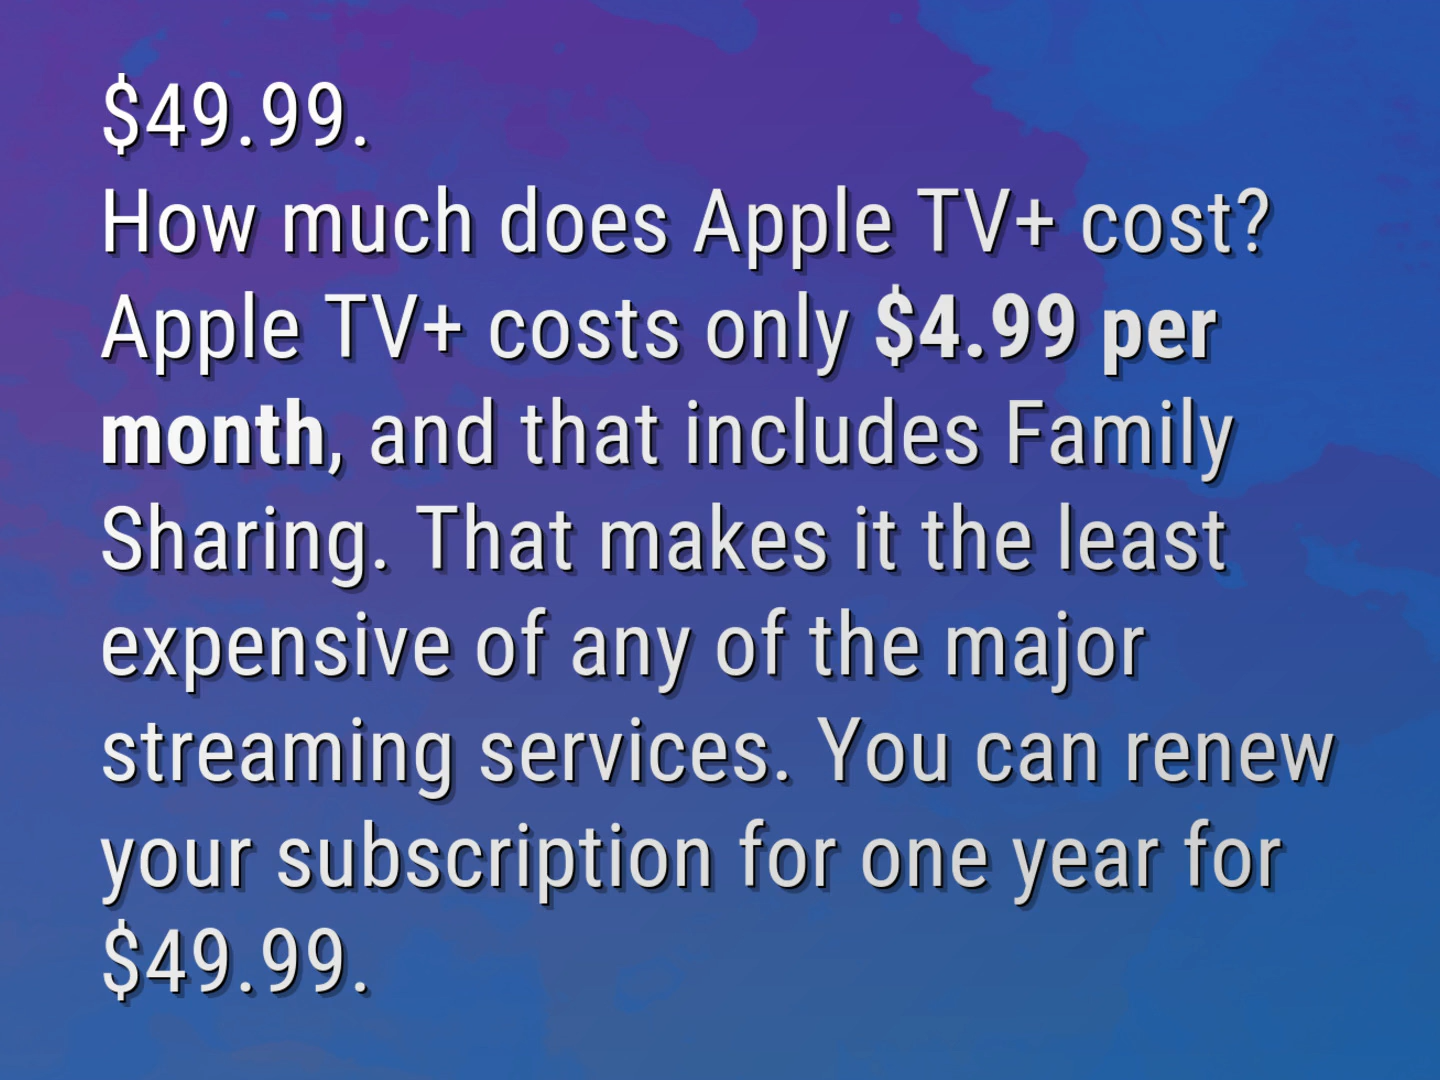 $49.99.
How much does Apple TV+ cost?
Apple TV+ costs only $4.99 per
month, and that includes Family
Sharing. That makes it the least
expensive of any of the major
streaming services. You can renew
your subscription for one year for
$49.99.